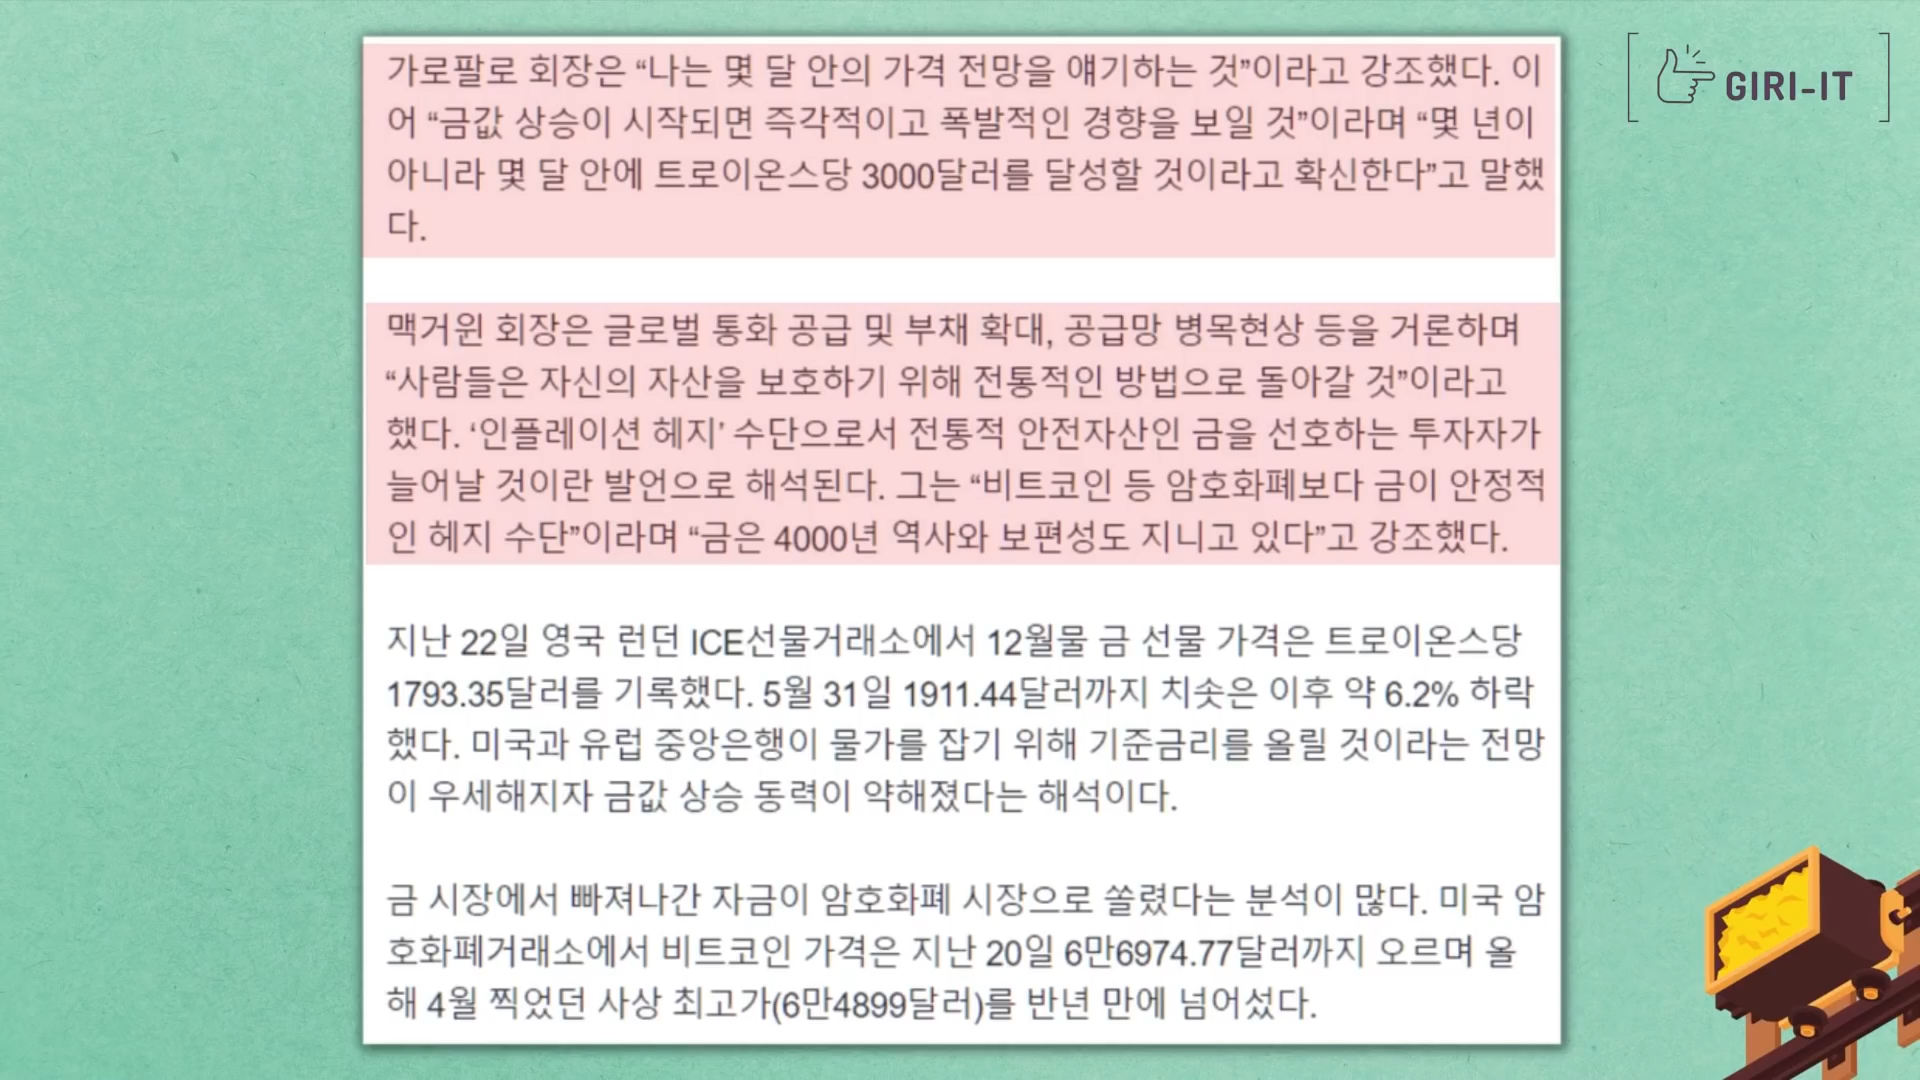 가로팔로 회장은 “나는 몇 달 안의 가격 전망을 얘기하는 것”이라고 강조했다. 이
어 “금값 상승이 시작되면 즉각적이고 폭발적인 경향을 보일 것”이라며 “몇 년이
아니라 몇 달 안에 트로이온스당 3000달러를 달성할 것이라고 확신한다”고 말했
다.
맥거윈 회장은 글로벌 통화 공급 및 부채 확대, 공급망 병목현상 등을 거론하며
“사람들은 자신의 자산을 보호하기 위해 전통적인 방법으로 돌아갈 것”이라고
했다. ‘인플레이션 헤지’ 수단으로서 전통적 안전자산인 금을 선호하는 투자자가
늘어날 것이란 발언으로 해석된다. 그는 “비트코인 등 암호화폐보다 금이 안정적
인 헤지 수단”이라며 “금은 4000년 역사와 보편성도 지니고 있다”고 강조했다.
지난 22일 영국 런던 ICE선물거래소에서 12월물 금 선물 가격은 트로이온스당
1793.35달러를 기록했다. 5월 31일 1911.44달러까지 치솟은 이후 약 6.2% 하락
했다. 미국과 유럽 중앙은행이 물가를 잡기 위해 기준금리를 올릴 것이라는 전망
이 우세해지자 금값 상승 동력이 약해졌다는 해석이다.
금 시장에서 빠져나간 자금이 암호화폐 시장으로 쏠렸다는 분석이 많다. 미국 암
호화폐거래소에서 비트코인 가격은 지난 20일 6만6974.77달러까지 오르며 올
해 4월 찍었던 사상 최고가(6만4899달러)를 반년 만에 넘어섰다.
GIRI-IT